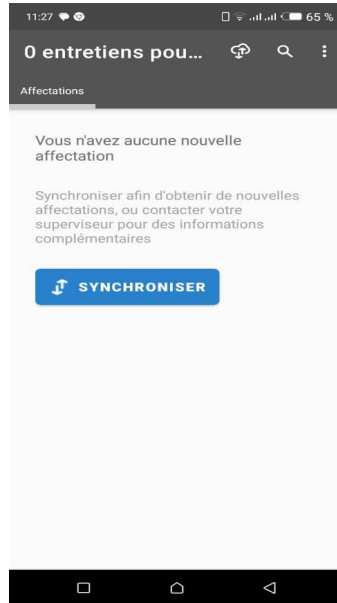 11:27 65 %
0 entretiens pou...
Affectations
Vous n'avez aucune nouvelle
affectation
Synchroniser afin d'obtenir de nouvelles
affectations, ou contacter votre
superviseur pour des informations
complémentaires
SYNCHRONISER